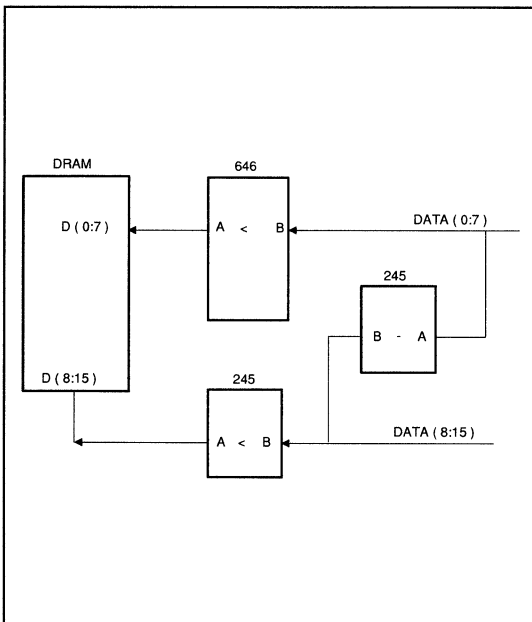 DRAM
646
D ( 0:7 )
A < B
DATA ( 0:7 )
245
B - A
D ( 8:15 )
245
A < B
DATA ( 8:15 )